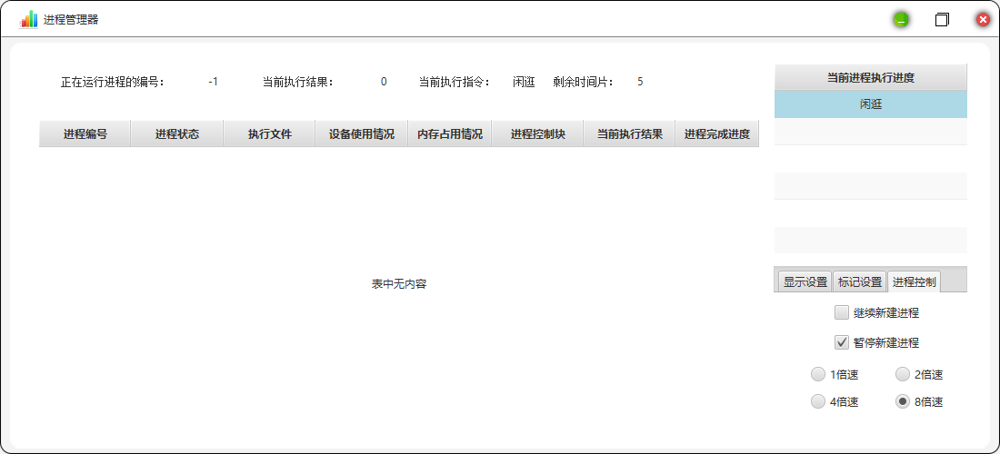 进程管理器
正在运行进程的编号： -1 当前执行结果： 0 当前执行指令： 闲逛 剩余时间片： 5
当前进程执行进度
闲逛
进程编号 进程状态 执行文件 设备使用情况 内存占用情况 进程控制块 当前执行结果 进程完成进度
表中无内容
显示设置 标记设置 进程控制
继续新建进程
暂停新建进程
1倍速 2倍速
4倍速 8倍速